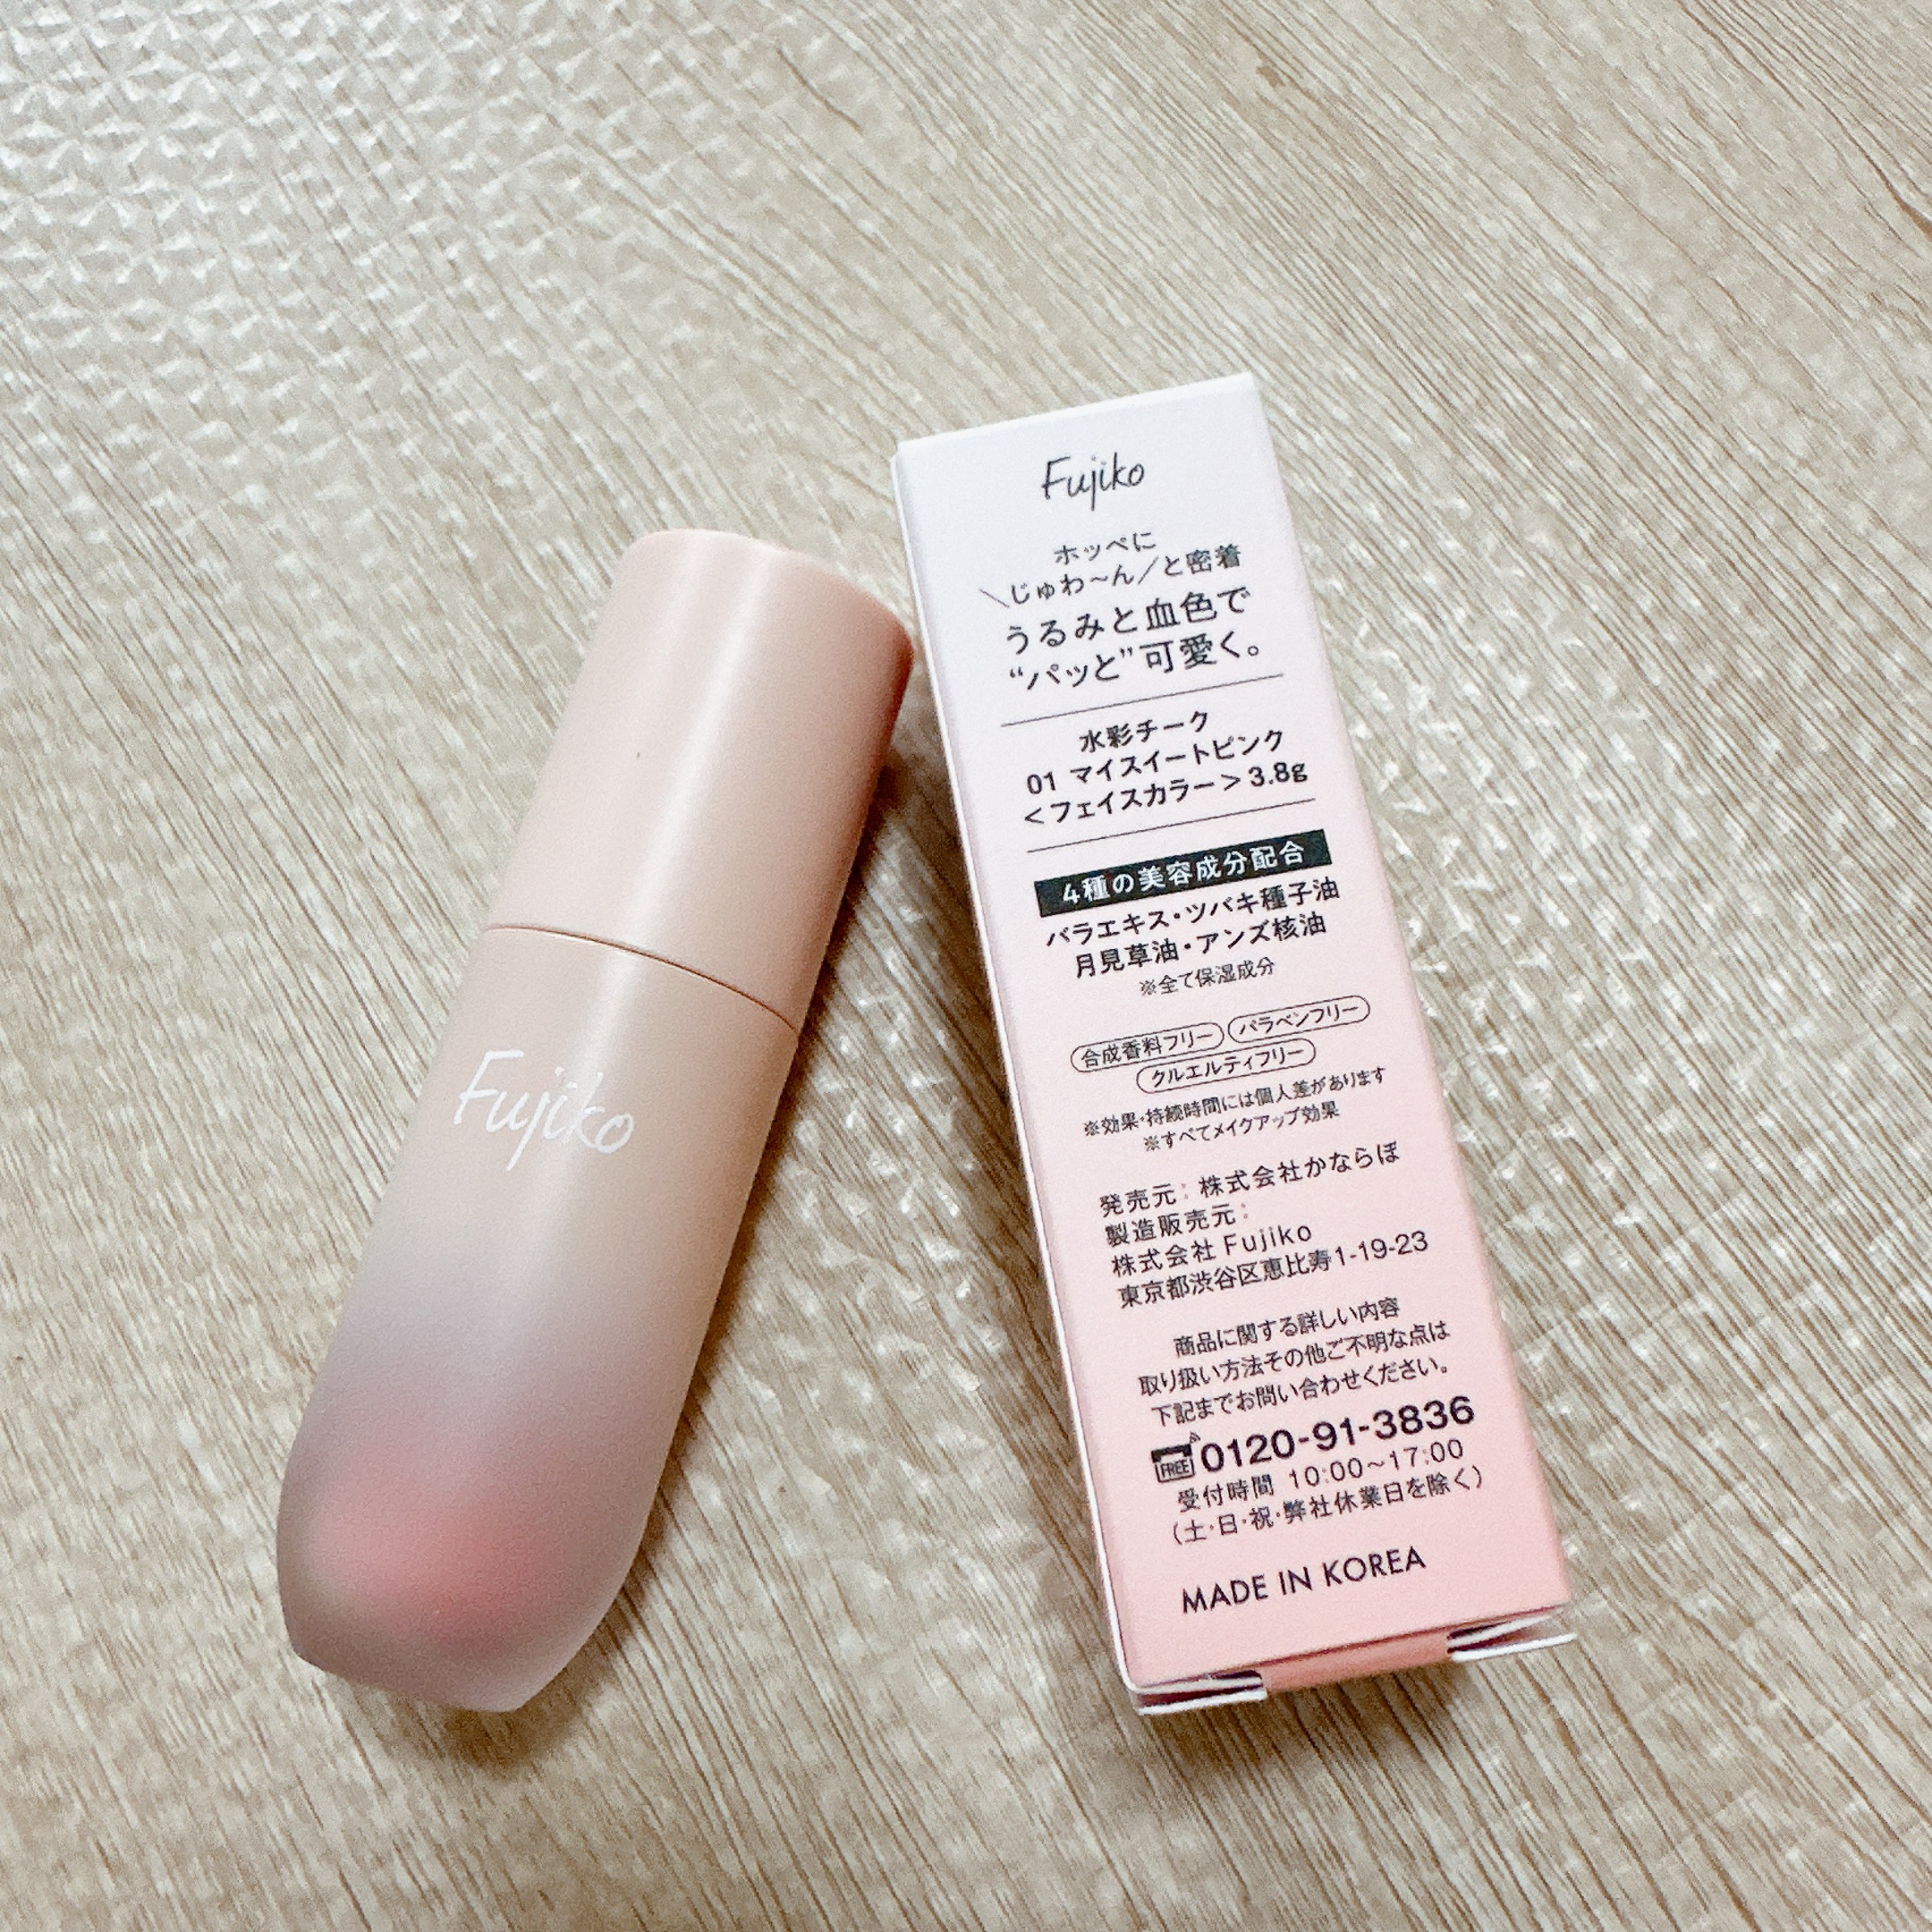 Fujiko
Fujiko
ホッペに
＼じゅわ～ん／と密着
うるみと血色で
“パッと”可愛く。
水彩チーク
01 マイスイートピンク
＜フェイスカラー＞3.8g
4種の美容成分配合
バラエキス・ツバキ種子油
月見草油・アンズ核油
※全て保湿成分
合成香料フリー パラベンフリー
クルエルティフリー
※効果・持続時間には個人差があります
※すべてメイクアップ効果
発売元：株式会社かならぼ
製造販売元：
株式会社 Fujiko
東京都渋谷区恵比寿1-19-23
商品に関する詳しい内容
取り扱い方法その他ご不明な点は
下記までお問い合わせください。
FREE 0120-91-3836
受付時間 10:00～17:00
（土・日・祝・弊社休業日を除く）
MADE IN KOREA